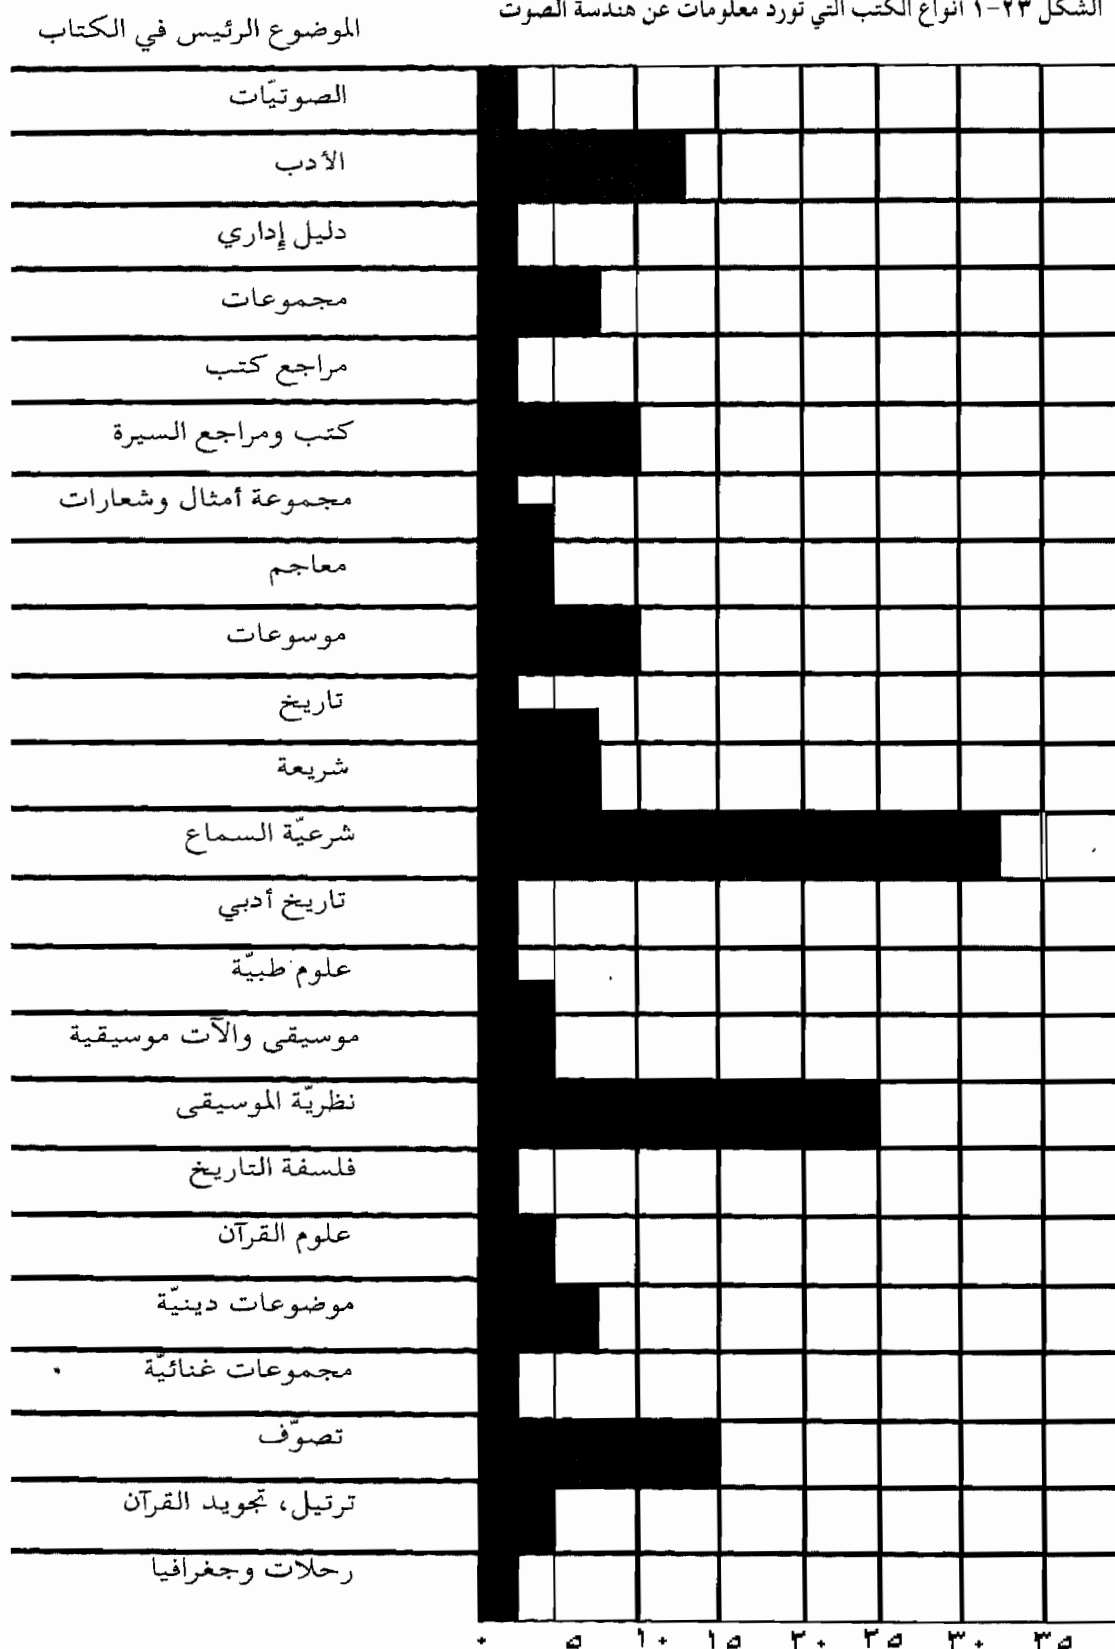 الشكل ٢٣-١ أنواع الكتب التي تورد معلومات عن هندسة الصوت
الموضوع الرئيس في الكتاب
الصوتيّات
الأدب
دليل إداري
مجموعات
مراجع كتب
كتب ومراجع السيرة
مجموعة أمثال وشعارات
معاجم
موسوعات
تاريخ
شريعة
شرعيّة السماع
تاريخ أدبي
علوم طبيّة
موسيقى والآت موسيقية
نظريّة الموسيقى
فلسفة التاريخ
علوم القرآن
موضوعات دينيّة
مجموعات غنائيّة
تصوّف
ترتيل، تجويد القرآن
رحلات وجغرافيا
٠ ٥ ١٠ ١٥ ٢٠ ٢٥ ٣٠ ٣٥